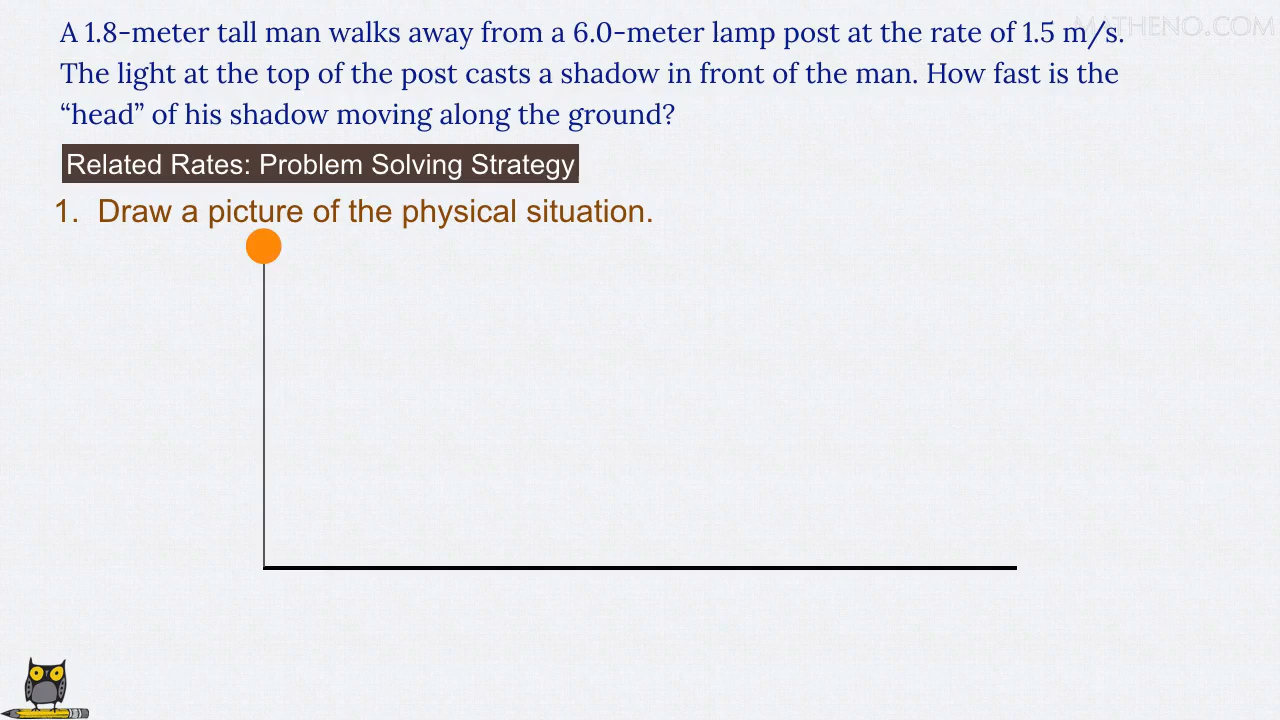 MATHENO.COM
A 1.8-meter tall man walks away from a 6.0-meter lamp post at the rate of 1.5 m/s.
The light at the top of the post casts a shadow in front of the man. How fast is the
“head” of his shadow moving along the ground?
Related Rates: Problem Solving Strategy
1. Draw a picture of the physical situation.